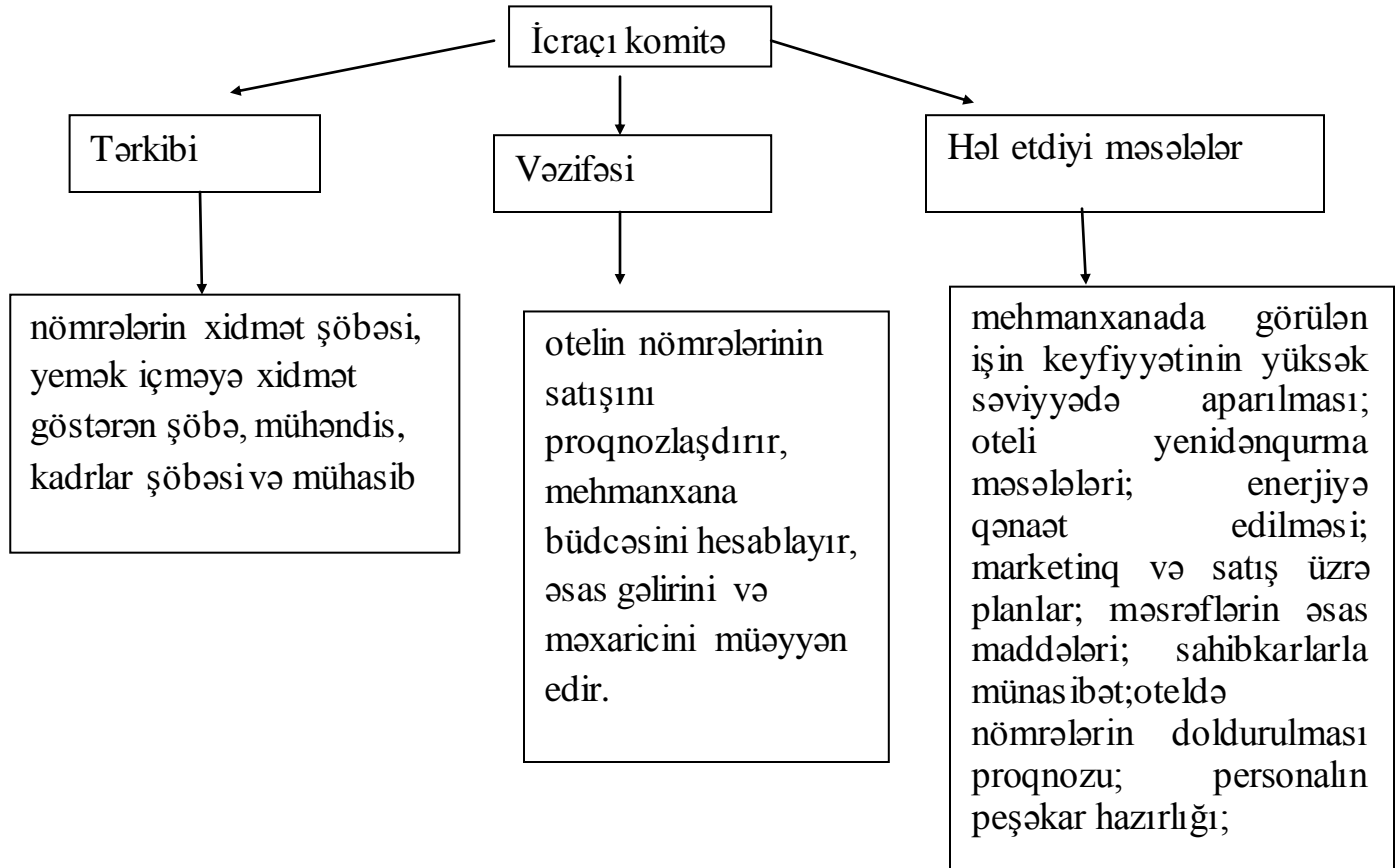 İcraçı komitə
Tərkibi
Vəzifəsi
Həl etdiyi məsələlər
nömrələrin xidmət şöbəsi,
yemək içməyə xidmət
göstərən şöbə, mühəndis,
kadrlar şöbəsi və mühasib
otelin nömrələrinin
satışını
proqnozlaşdırır,
mehmanxana
büdcəsini hesablayır,
əsas gəlirini və
məxaricini müəyyən
edir.
mehmanxanada görülən
işin keyfiyyətinin yüksək
səviyyədə aparılması;
oteli yenidənqurma
məsələləri; enerjiyə
qənaət edilməsi;
marketinq və satış üzrə
planlar; məsrəflərin əsas
maddələri; sahibkarlarla
münasibət;oteldə
nömrələrin doldurulması
proqnozu; personalın
peşəkar hazırlığı;